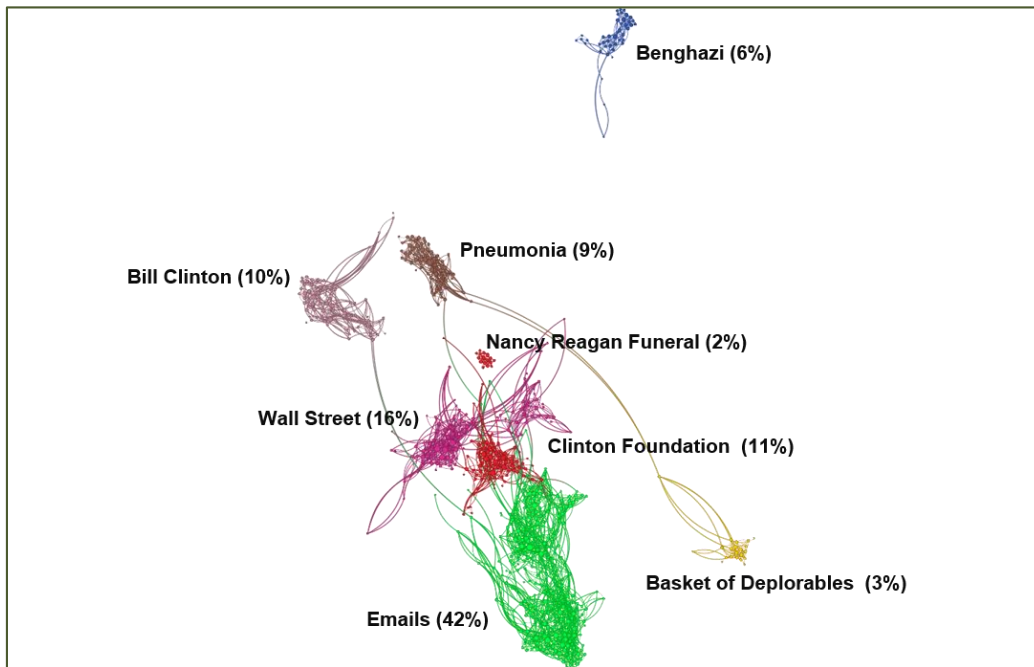 Benghazi (6%)
Pneumonia (9%)
Bill Clinton (10%)
Nancy Reagan Funeral (2%)
Wall Street (16%)
Clinton Foundation (11%)
Basket of Deplorables (3%)
Emails (42%)